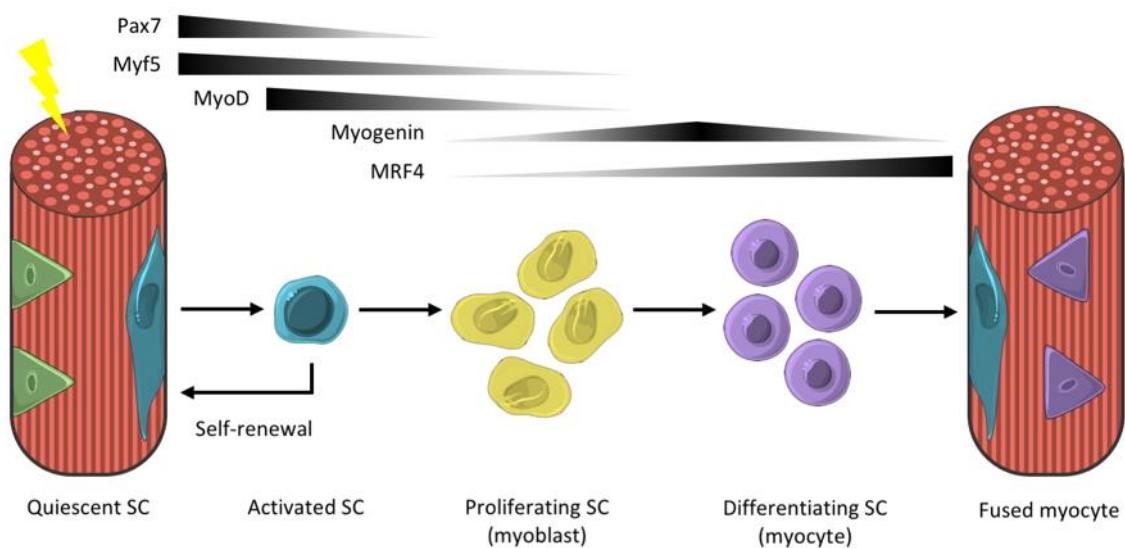 Pax7
Myf5
MyoD
Myogenin
MRF4
Self-renewal
Quiescent SC
Activated SC
Proliferating SC
(myoblast)
Differentiating SC
(myocyte)
Fused myocyte